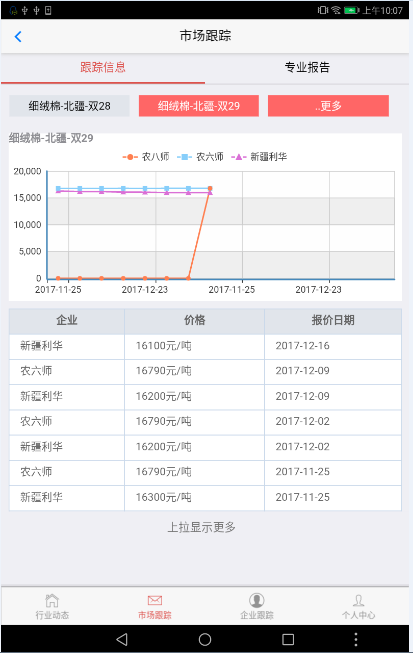 上午10:07
市场跟踪
跟踪信息 专业报告
细绒棉-北疆-双28 细绒棉-北疆-双29 ..更多
细绒棉-北疆-双29
农八师 农六师 新疆利华
20,000
15,000
10,000
5,000
0
2017-11-25 2017-12-23 2017-11-25 2017-12-23
企业 价格 报价日期
新疆利华 16100元/吨 2017-12-16
农六师 16790元/吨 2017-12-09
新疆利华 16200元/吨 2017-12-09
农六师 16790元/吨 2017-12-02
新疆利华 16200元/吨 2017-12-02
农六师 16790元/吨 2017-11-25
新疆利华 16300元/吨 2017-11-25
上拉显示更多
行业动态 市场跟踪 企业跟踪 个人中心